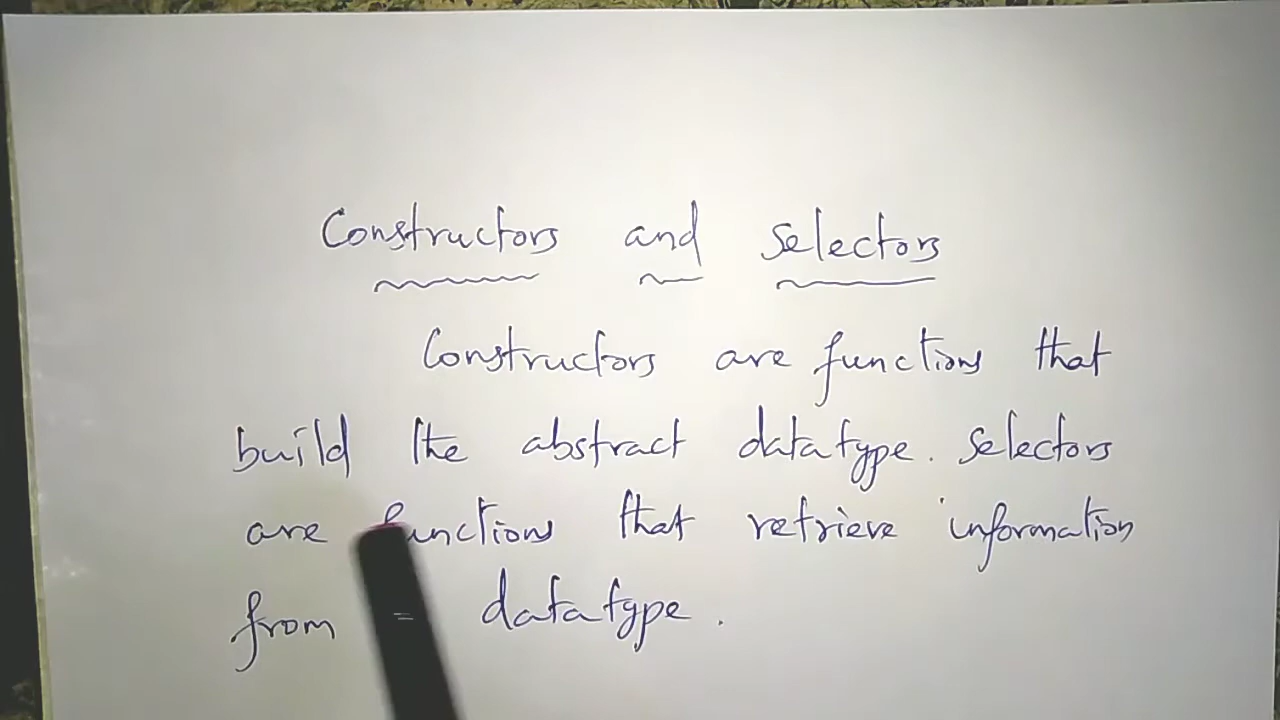 Constructors and Selectors
Constructors are functions that
build the abstract datatype. Selectors
are functions that retrieve information
from datatype.